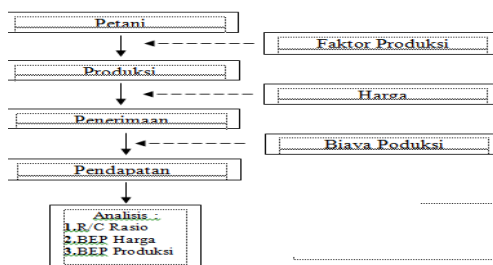 Petani
Faktor Produksi
Produksi
Harga
Penerimaan
Biaya Poduksi
Pendapatan
Analisis :
1.R/C Rasio
2.BEP Harga
3.BEP Produksi